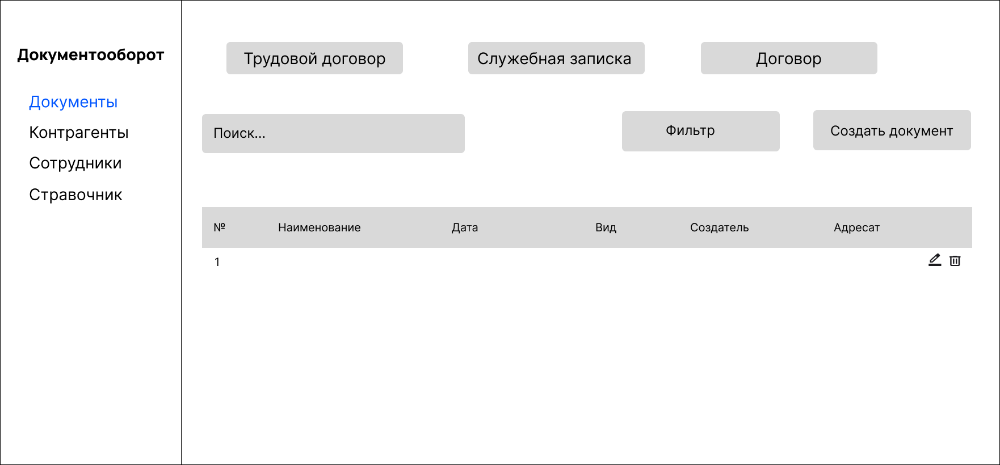 Документооборот
Документы
Контрагенты
Сотрудники
Справочник
Трудовой договор
Служебная записка
Договор
Поиск...
Фильтр
Создать документ
№ Наименование Дата Вид Создатель Адресат
1